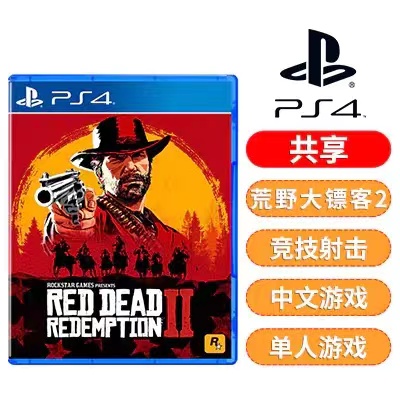 PS4
PS4
共享
荒野大镖客2
竞技射击
中文游戏
单人游戏
ROCKSTAR GAMES PRESENTS
RED DEAD
REDEMPTION II
R